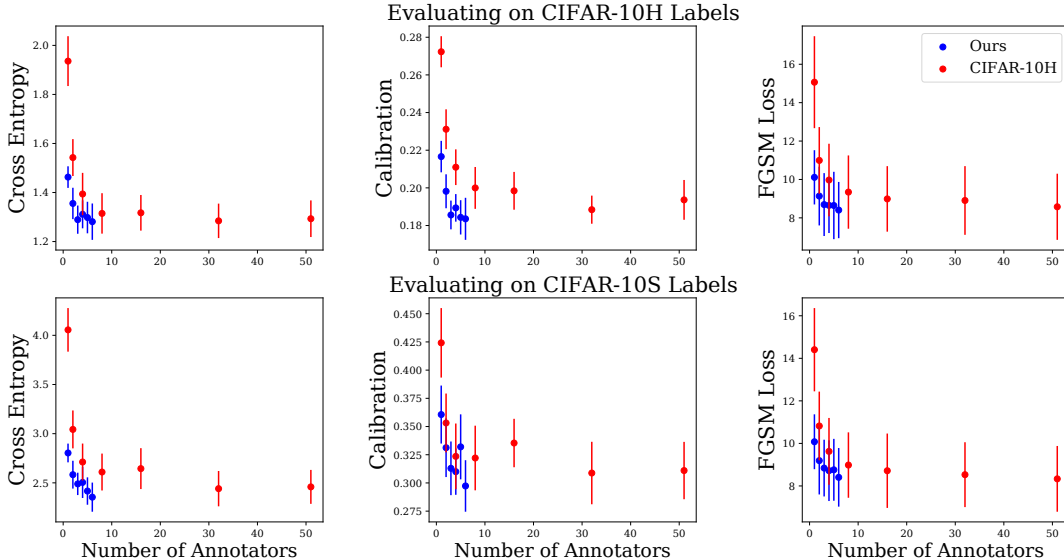 Evaluating on CIFAR-10H Labels
Cross Entropy
2.0
1.8
1.6
1.4
1.2
0 10 20 30 40 50
Calibration
0.28
0.26
0.24
0.22
0.20
0.18
0 10 20 30 40 50
FGSM Loss
16
14
12
10
8
0 10 20 30 40 50
Ours
CIFAR-10H
Evaluating on CIFAR-10S Labels
Cross Entropy
4.0
3.5
3.0
2.5
0 10 20 30 40 50
Number of Annotators
Calibration
0.450
0.425
0.400
0.375
0.350
0.325
0.300
0.275
0 10 20 30 40 50
Number of Annotators
FGSM Loss
16
14
12
10
8
0 10 20 30 40 50
Number of Annotators